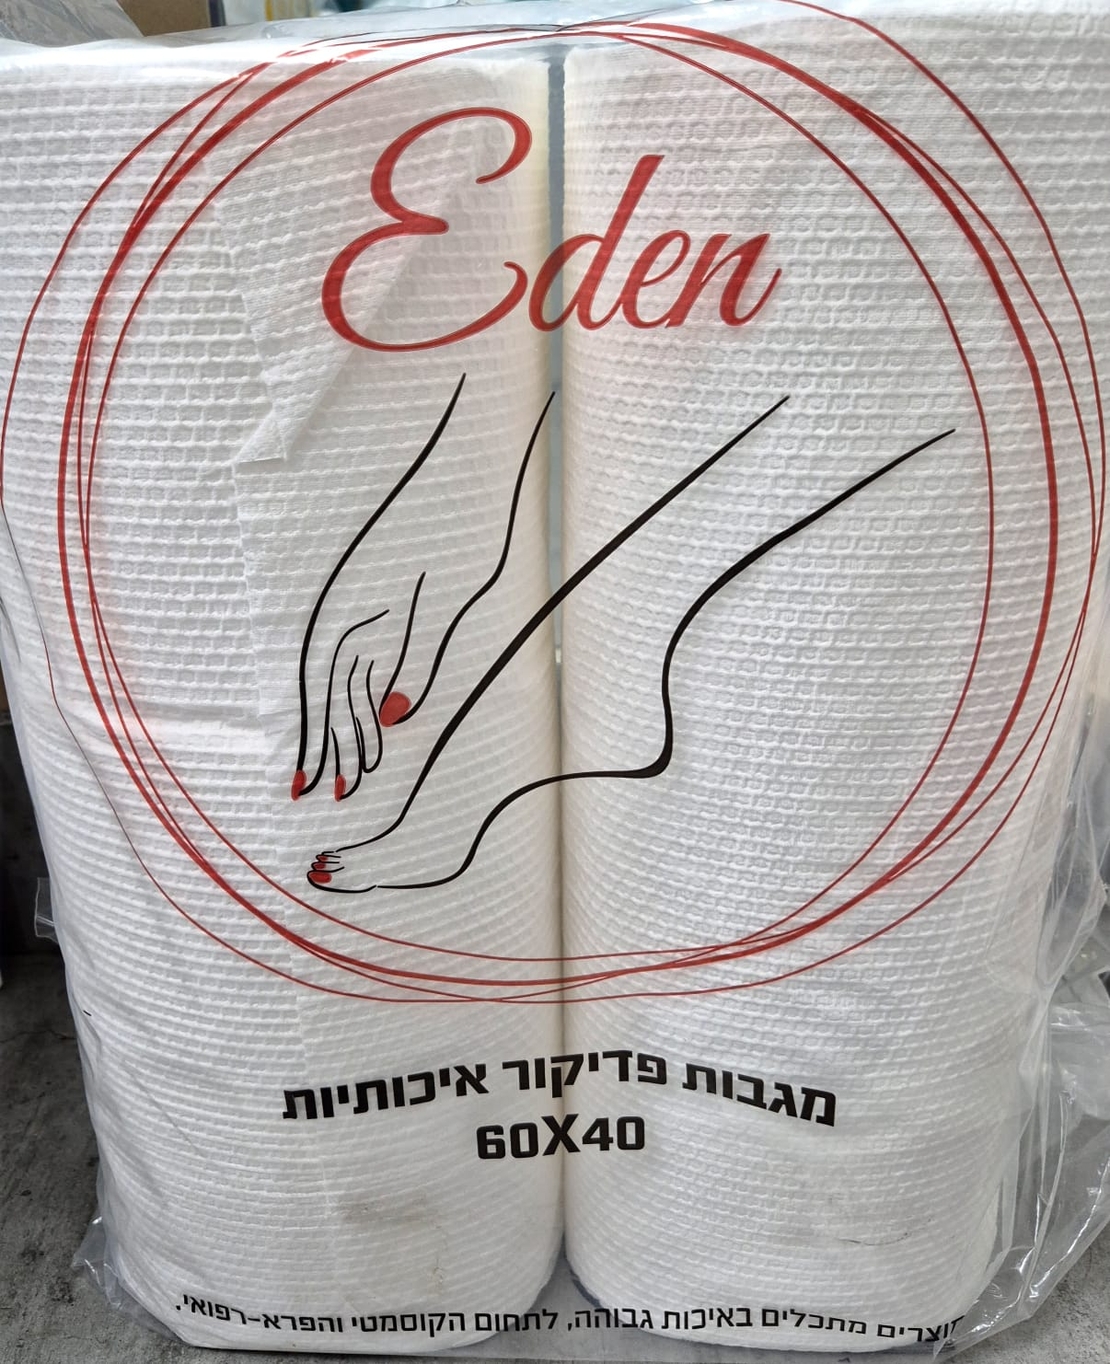 Eden
מגבות פדיקור איכותיות
60X40
מוצרים מתכלים באיכות גבוהה, לתחום הקוסמטי והפרא-רפואי.